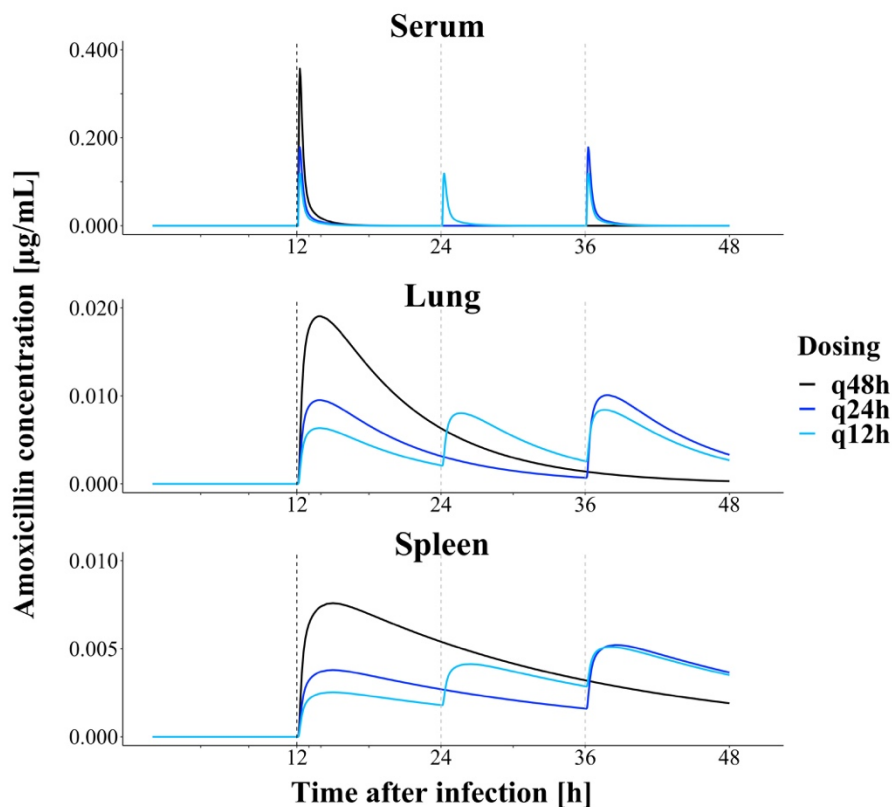 Serum
0.400
0.200
0.000
12
24
36
48
Lung
0.020
0.010
0.000
12
24
36
48
Spleen
0.010
0.005
0.000
12
24
36
48
Amoxicillin concentration [µg/mL]
Time after infection [h]
Dosing
q48h
q24h
q12h